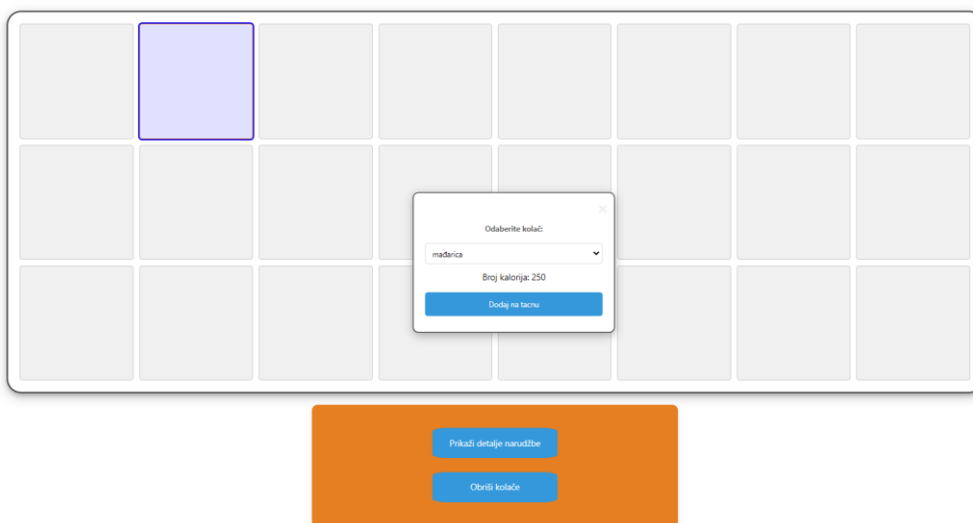 ×
Odaberite kolač:
mađarica
Broj kalorija: 250
Dodaj na tacnu
Prikaži detalje narudžbe
Obriši kolače